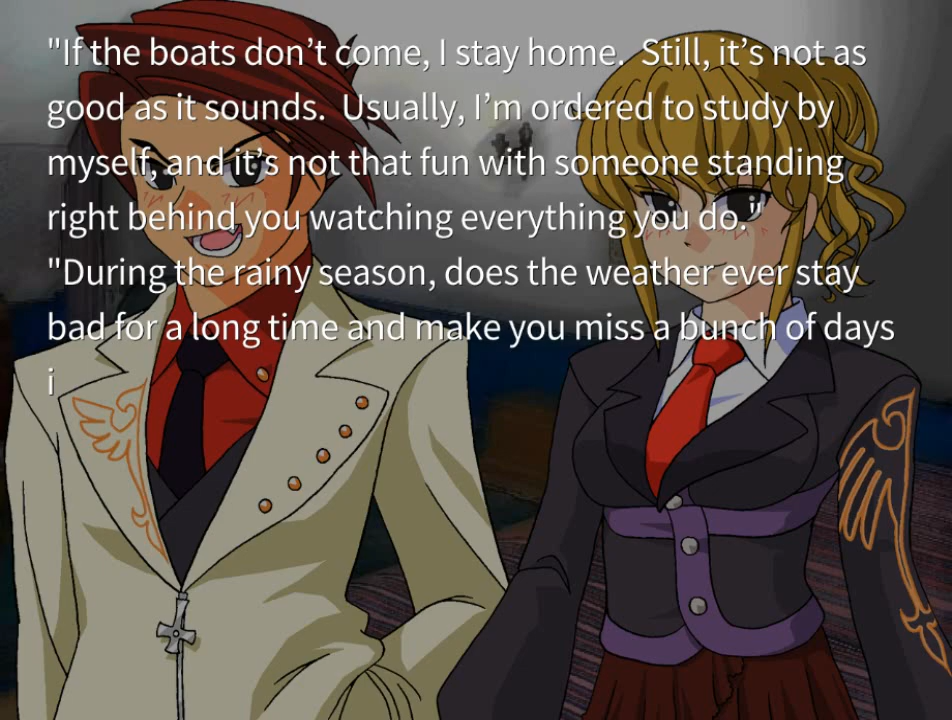 "If the boats don’t come, I stay home.  Still, it’s not as
good as it sounds.  Usually, I’m ordered to study by
myself, and it’s not that fun with someone standing
right behind you watching everything you do."
"During the rainy season, does the weather ever stay
bad for a long time and make you miss a bunch of days
i